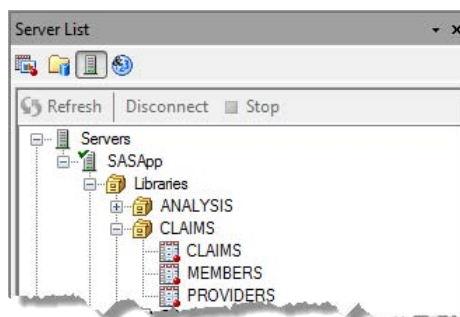 Server List
Refresh Disconnect Stop
Servers
SASApp
Libraries
ANALYSIS
CLAIMS
CLAIMS
MEMBERS
PROVIDERS